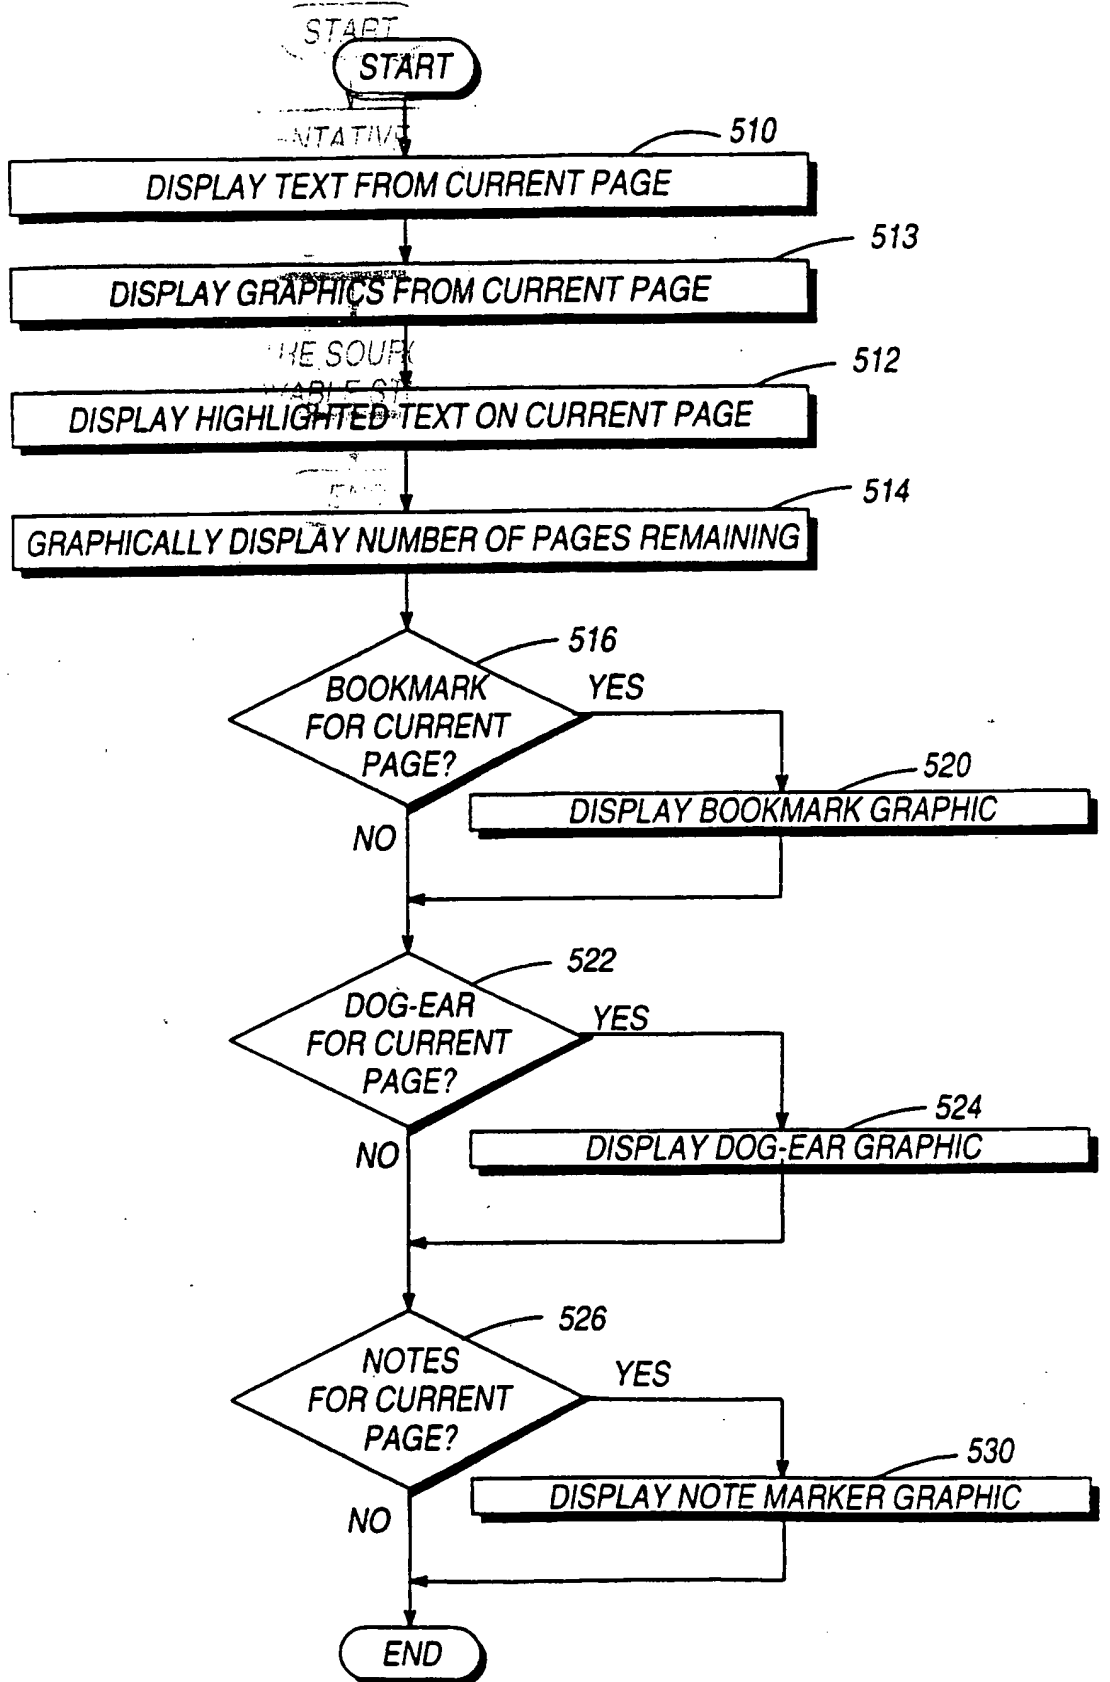 START
START
510
DISPLAY TEXT FROM CURRENT PAGE
513
DISPLAY GRAPHICS FROM CURRENT PAGE
HE SOUR
512
DISPLAY HIGHLIGHTED TEXT ON CURRENT PAGE
514
GRAPHICALLY DISPLAY NUMBER OF PAGES REMAINING
516
BOOKMARK
FOR CURRENT
PAGE?
YES
520
DISPLAY BOOKMARK GRAPHIC
NO
522
DOG-EAR
FOR CURRENT
PAGE?
YES
524
DISPLAY DOG-EAR GRAPHIC
NO
526
NOTES
FOR CURRENT
PAGE?
YES
530
DISPLAY NOTE MARKER GRAPHIC
NO
END